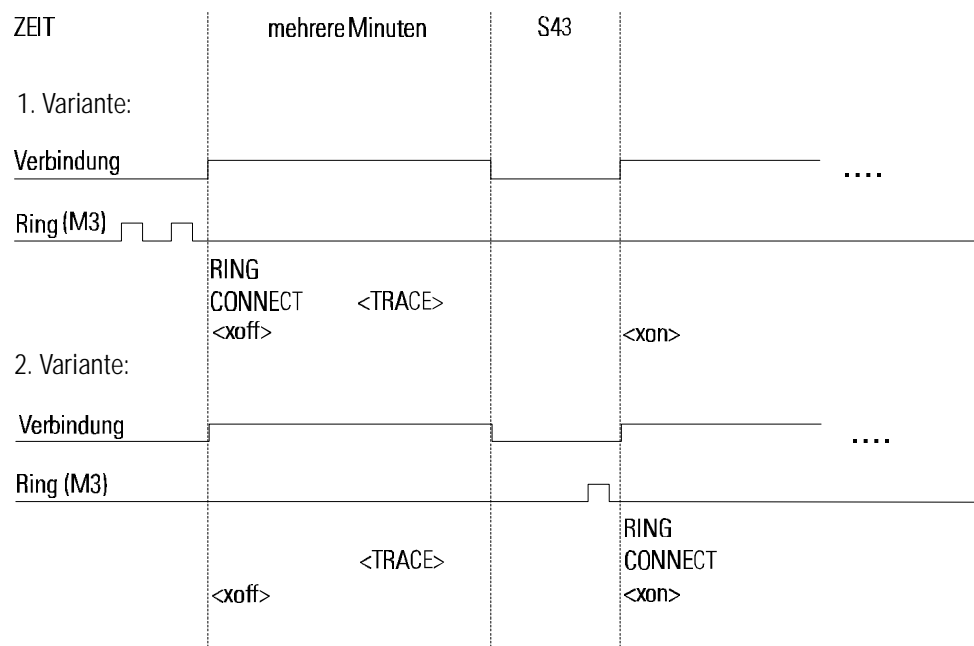 ZEIT mehrere Minuten S43
1. Variante:
Verbindung
....
Ring (M3)
RING
CONNECT <TRACE>
<xoff> <xon>
2. Variante:
Verbindung
....
Ring (M3)
RING
<TRACE> CONNECT
<xoff> <xon>